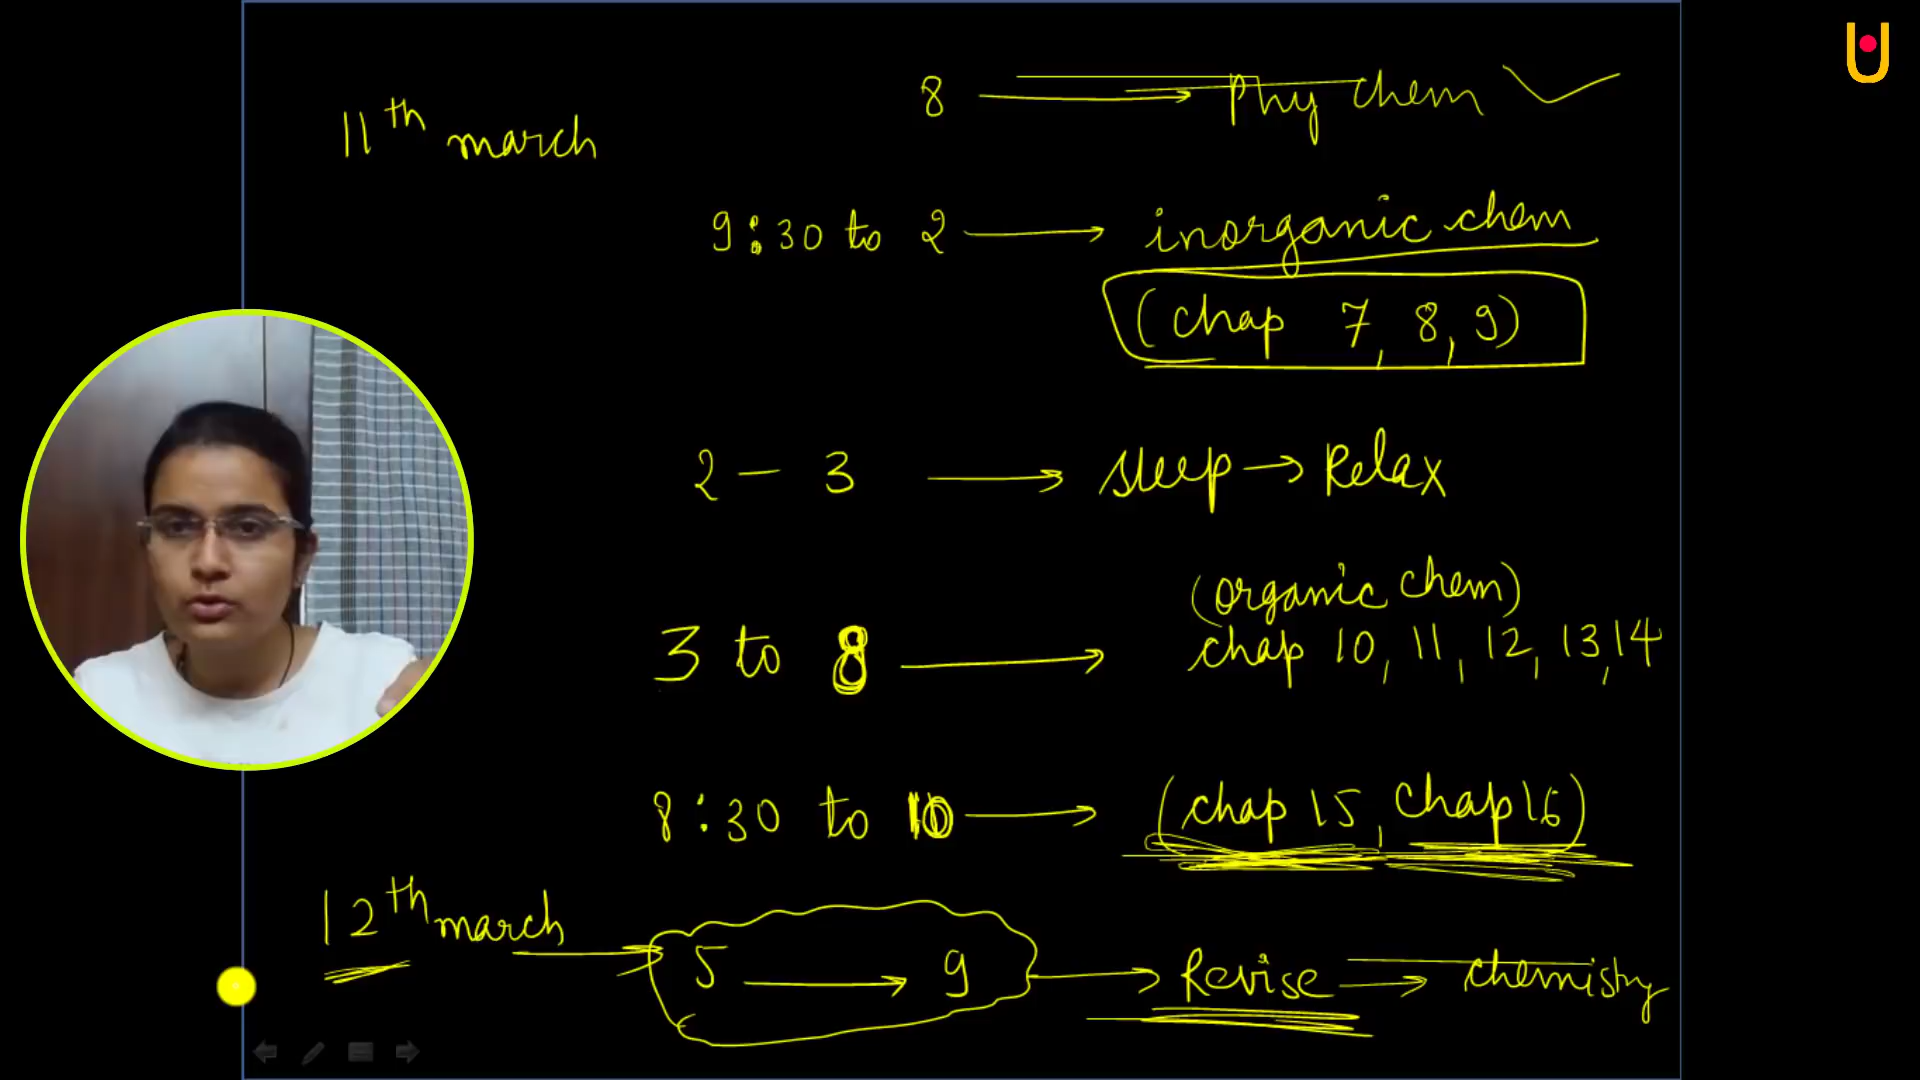 8 → Phy chem
11th march
9:30 to 2 → inorganic chem
(chap 7, 8, 9)
2 - 3 → sleep → Relax
(organic chem)
3 to 8 → chap 10, 11, 12, 13, 14
8:30 to 10 → (chap 15, chap 16)
12th march → 5 → 9 → Revise → chemistry